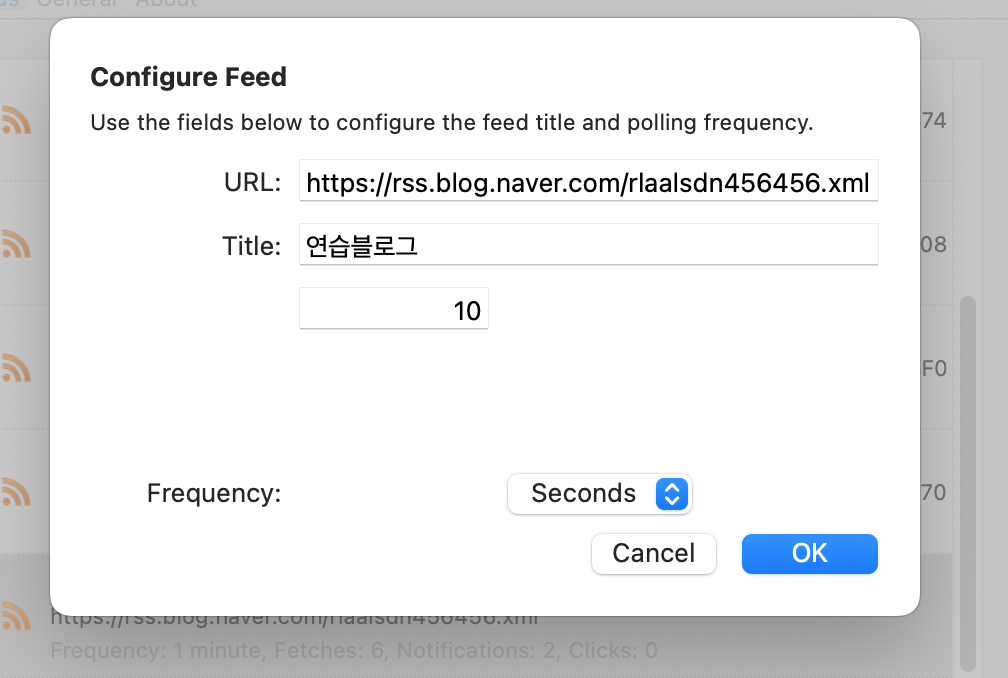 General About
Configure Feed
Use the fields below to configure the feed title and polling frequency.
URL: https://rss.blog.naver.com/rlaalsdn456456.xml
Title: 연습블로그
10
Frequency: Seconds
Cancel OK
74
08
F0
70
https://rss.blog.naver.com/rlaalsdn456456.xml
Frequency: 1 minute, Fetches: 6, Notifications: 2, Clicks: 0